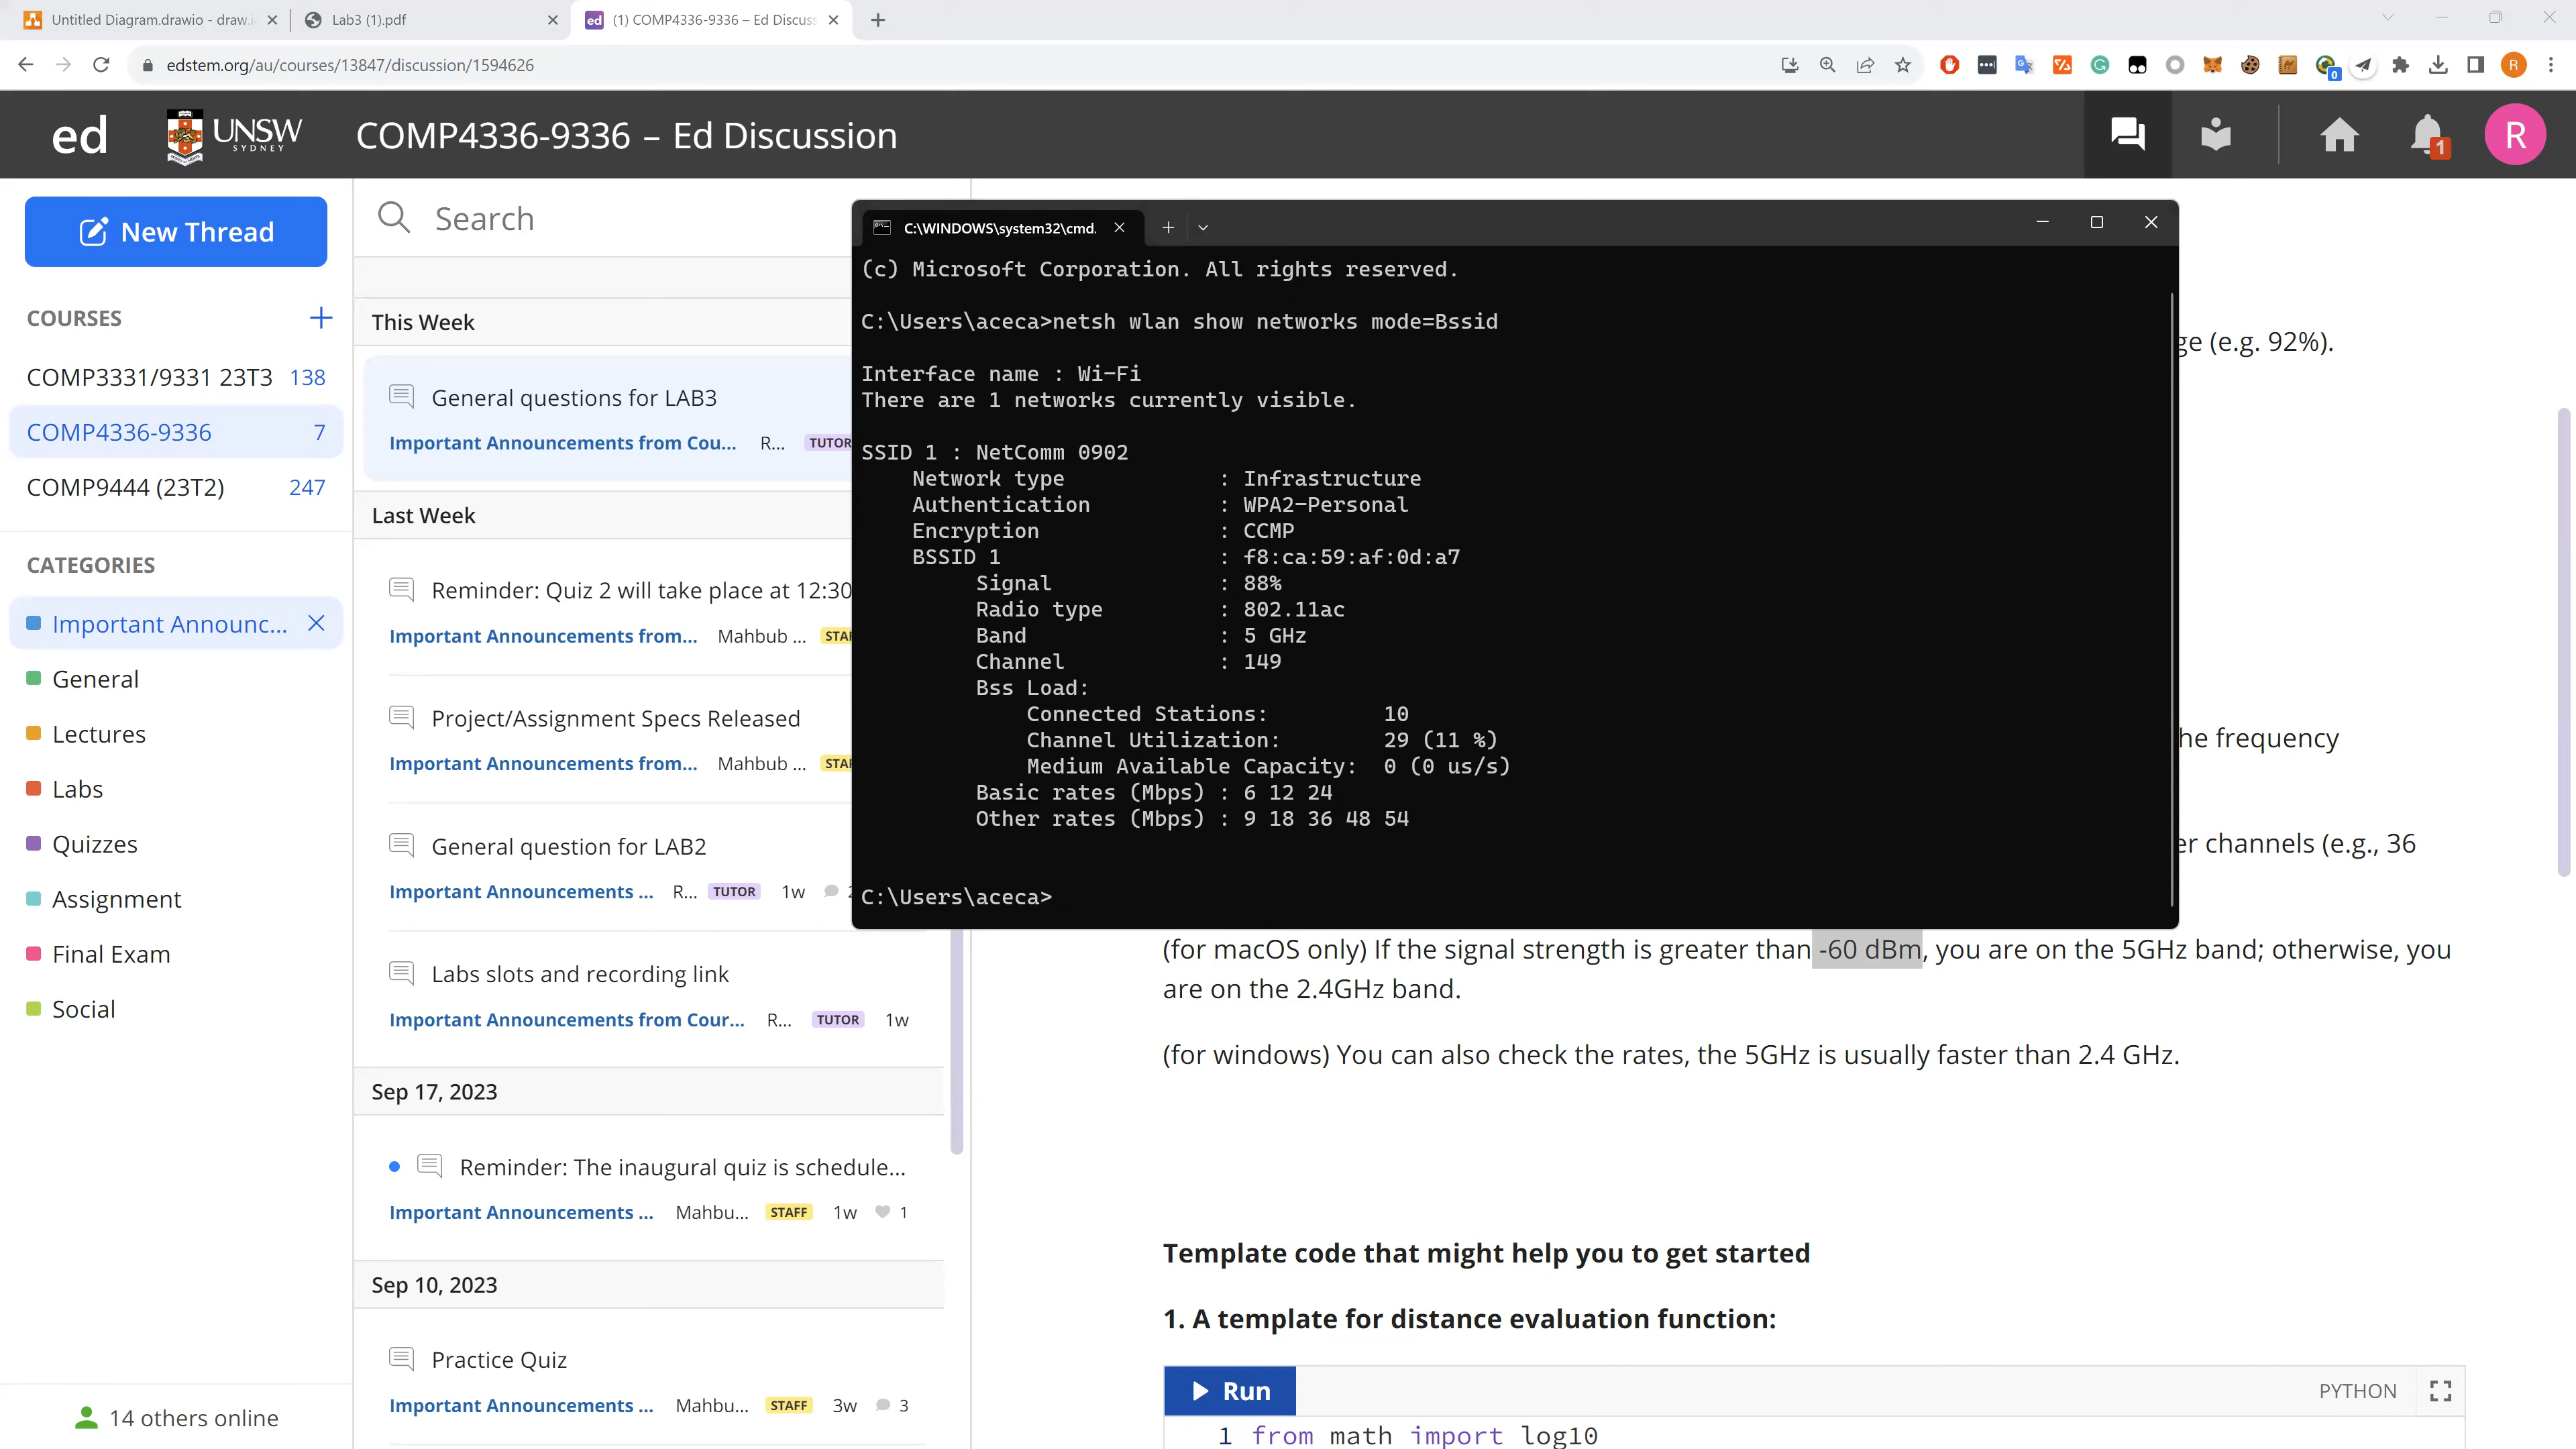 Untitled Diagram.drawio - draw.i
Lab3 (1).pdf
(1) COMP4336-9336 – Ed Discuss
edstem.org/au/courses/13847/discussion/1594626
0
R
ed
UNSW
SYDNEY
COMP4336-9336 – Ed Discussion
1
R
New Thread
Search
COURSES
COMP3331/9331 23T3 138
COMP4336-9336 7
COMP9444 (23T2) 247
CATEGORIES
Important Announc...
General
Lectures
Labs
Quizzes
Assignment
Final Exam
Social
14 others online
This Week
General questions for LAB3
Important Announcements from Cou... R... TUTOR
Last Week
Reminder: Quiz 2 will take place at 12:30
Important Announcements from... Mahbub ... STAF
Project/Assignment Specs Released
Important Announcements from... Mahbub ... STAF
General question for LAB2
Important Announcements ... R... TUTOR 1w 2
Labs slots and recording link
Important Announcements from Cour... R... TUTOR 1w
Sep 17, 2023
Reminder: The inaugural quiz is schedule...
Important Announcements ... Mahbu... STAFF 1w 1
Sep 10, 2023
Practice Quiz
Important Announcements ... Mahbu... STAFF 3w 3
C:\WINDOWS\system32\cmd.
(c) Microsoft Corporation. All rights reserved.
C:\Users\aceca>netsh wlan show networks mode=Bssid
Interface name : Wi-Fi
There are 1 networks currently visible.
SSID 1 : NetComm 0902
Network type : Infrastructure
Authentication : WPA2-Personal
Encryption : CCMP
BSSID 1 : f8:ca:59:af:0d:a7
Signal : 88%
Radio type : 802.11ac
Band : 5 GHz
Channel : 149
Bss Load:
Connected Stations: 10
Channel Utilization: 29 (11 %)
Medium Available Capacity: 0 (0 us/s)
Basic rates (Mbps) : 6 12 24
Other rates (Mbps) : 9 18 36 48 54
C:\Users\aceca>
ge (e.g. 92%).
he frequency
er channels (e.g., 36
(for macOS only) If the signal strength is greater than -60 dBm, you are on the 5GHz band; otherwise, you
are on the 2.4GHz band.
(for windows) You can also check the rates, the 5GHz is usually faster than 2.4 GHz.
Template code that might help you to get started
1. A template for distance evaluation function:
Run
PYTHON
1 from math import log10